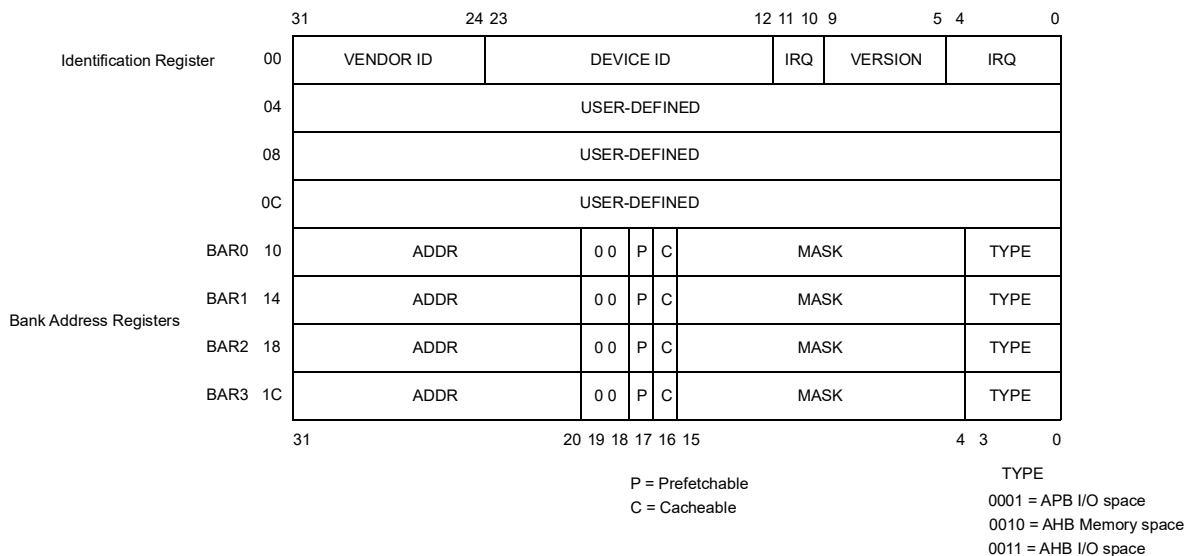 31 24 23 12 11 10 9 5 4 0
Identification Register 00 VENDOR ID DEVICE ID IRQ VERSION IRQ
04 USER-DEFINED
08 USER-DEFINED
0C USER-DEFINED
BAR0 10 ADDR 0 0 P C MASK TYPE
BAR1 14 ADDR 0 0 P C MASK TYPE
Bank Address Registers
BAR2 18 ADDR 0 0 P C MASK TYPE
BAR3 1C ADDR 0 0 P C MASK TYPE
31 20 19 18 17 16 15 4 3 0
P = Prefetchable
C = Cacheable
TYPE
0001 = APB I/O space
0010 = AHB Memory space
0011 = AHB I/O space